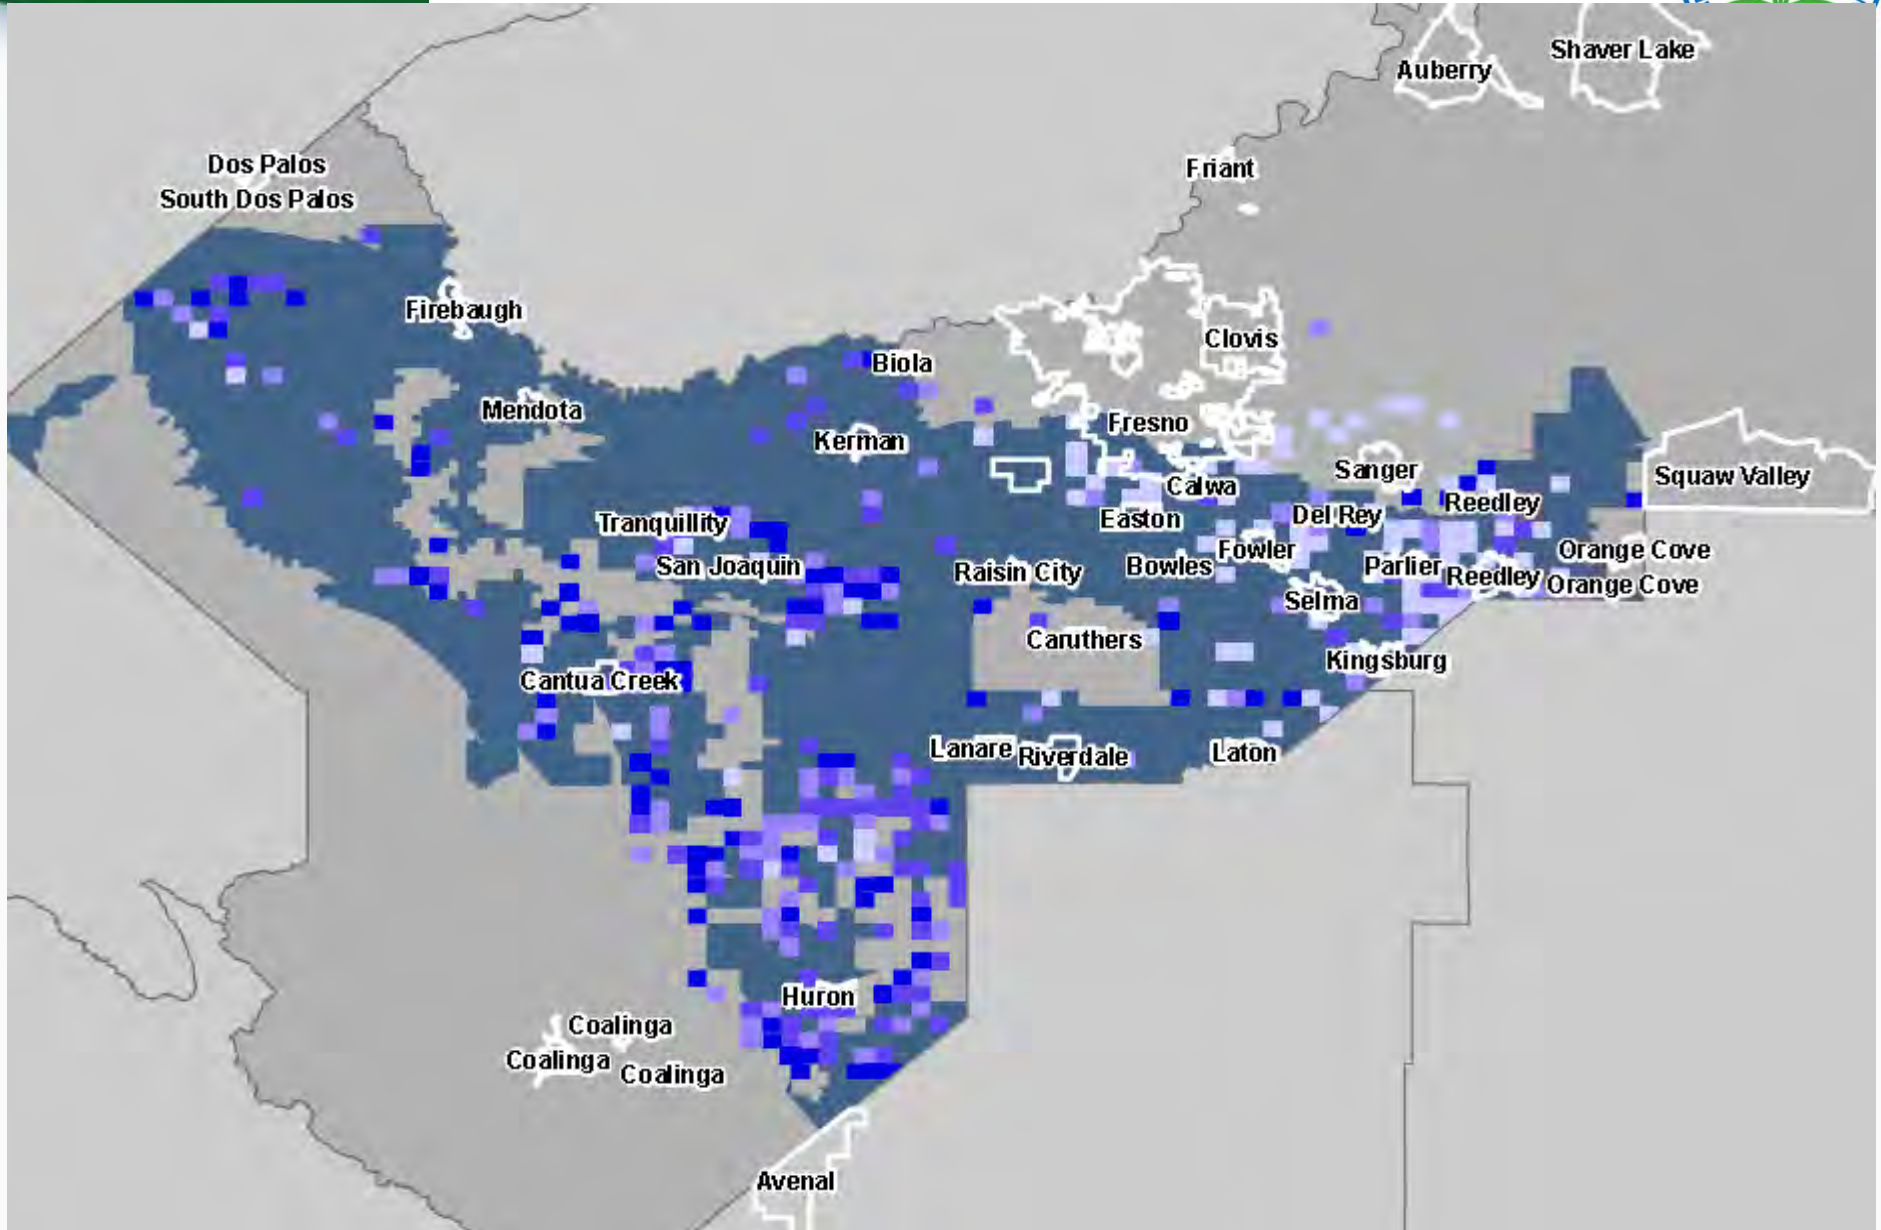 Shaver Lake
Auberry
Dos Palos
Friant
South Dos Palos
Firebaugh
Clovis
Biola
Mendota
Fresno
Kerman
Sanger
Squaw Valley
Calwa
Reedley
Tranquillity
Easton
Del Rey
Fowler
Orange Cove
San Joaquin
Raisin City
Bowles
Parlier
Reedley
Orange Cove
Selma
Caruthers
Kingsburg
Cantua Creek
Lanare
Riverdale
Laton
Huron
Coalinga
Coalinga
Coalinga
Avenal